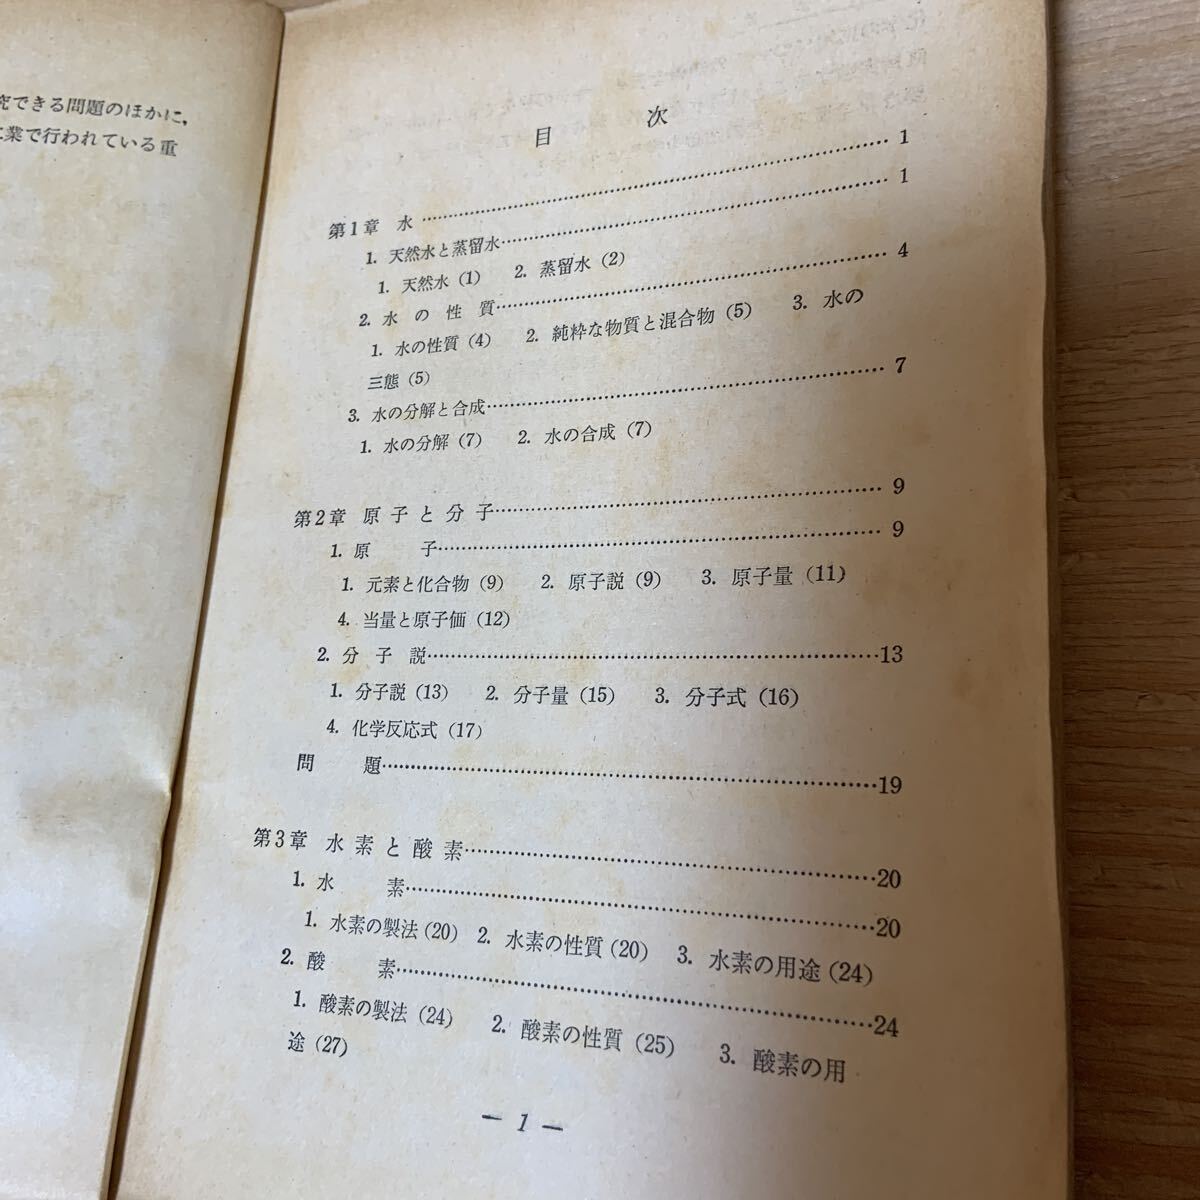 究できる問題のほかに，
工業で行われている重
目　次
第1章　水……………1
1. 天然水と蒸留水……………1
1. 天然水 (1)　2. 蒸留水 (2)
2. 水の性質……………4
1. 水の性質 (4)　2. 純粋な物質と混合物 (5)　3. 水の
三態 (5)
3. 水の分解と合成……………7
1. 水の分解 (7)　2. 水の合成 (7)
第2章　原子と分子……………9
1. 原　子……………9
1. 元素と化合物 (9)　2. 原子説 (9)　3. 原子量 (11)
4. 当量と原子価 (12)
2. 分子説……………13
1. 分子説 (13)　2. 分子量 (15)　3. 分子式 (16)
4. 化学反応式 (17)
問　題……………19
第3章　水素と酸素……………20
1. 水　素……………20
1. 水素の製法 (20)　2. 水素の性質 (20)　3. 水素の用途 (24)
2. 酸　素……………24
1. 酸素の製法 (24)　2. 酸素の性質 (25)　3. 酸素の用
途 (27)
— 1 —